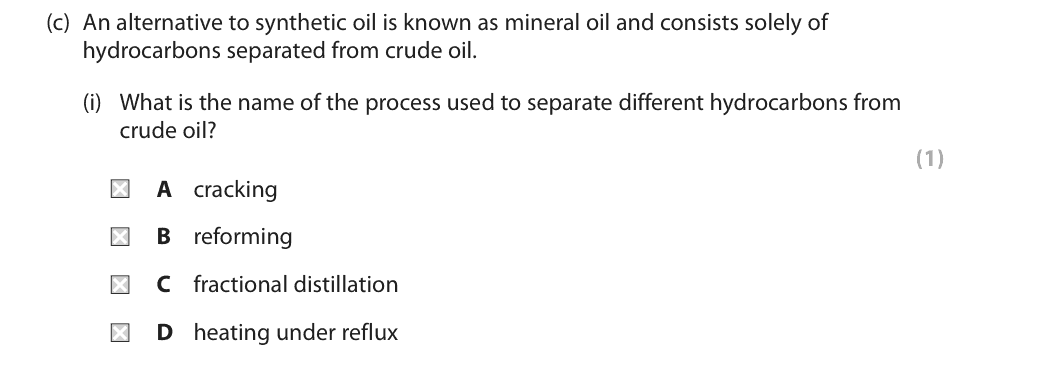 (c) An alternative to synthetic oil is known as mineral oil and consists solely of
hydrocarbons separated from crude oil.
(i) What is the name of the process used to separate different hydrocarbons from
crude oil?
(1)
A cracking
B reforming
C fractional distillation
D heating under reflux